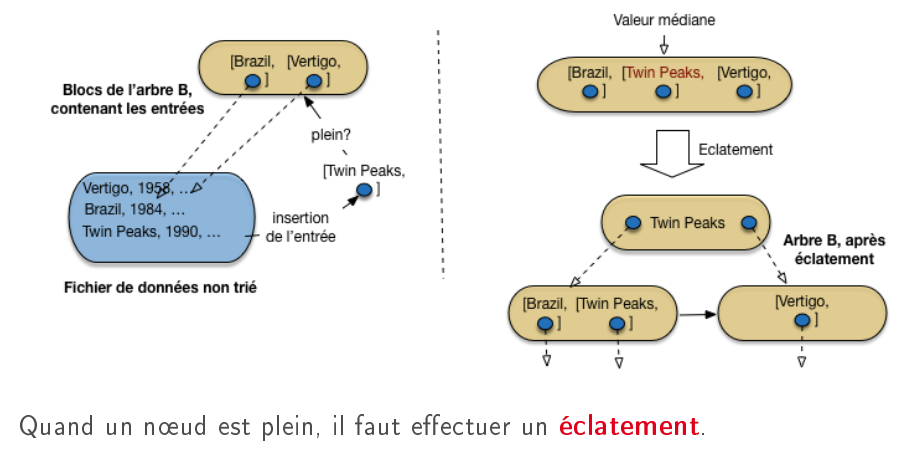 [Brazil, [Vertigo,
] ]
Blocs de l'arbre B,
contenant les entrées
plein?
[Twin Peaks,
]
Vertigo, 1958, ...
Brazil, 1984, ...
Twin Peaks, 1990, ...
insertion
de l'entrée
Fichier de données non trié
Valeur médiane
[Brazil, [Twin Peaks, [Vertigo,
] ] ]
Eclatement
Twin Peaks
Arbre B, après
éclatement
[Brazil, [Twin Peaks,
] ]
[Vertigo,
]
Quand un nœud est plein, il faut effectuer un éclatement.